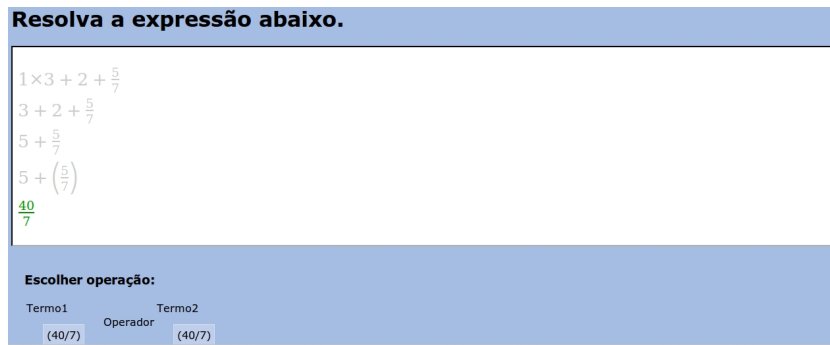 Resolva a expressão abaixo.
1×3 + 2 + 5/7
3 + 2 + 5/7
5 + 5/7
5 + (5/7)
40/7
Escolher operação:
Termo1 Operador Termo2
(40/7) (40/7)